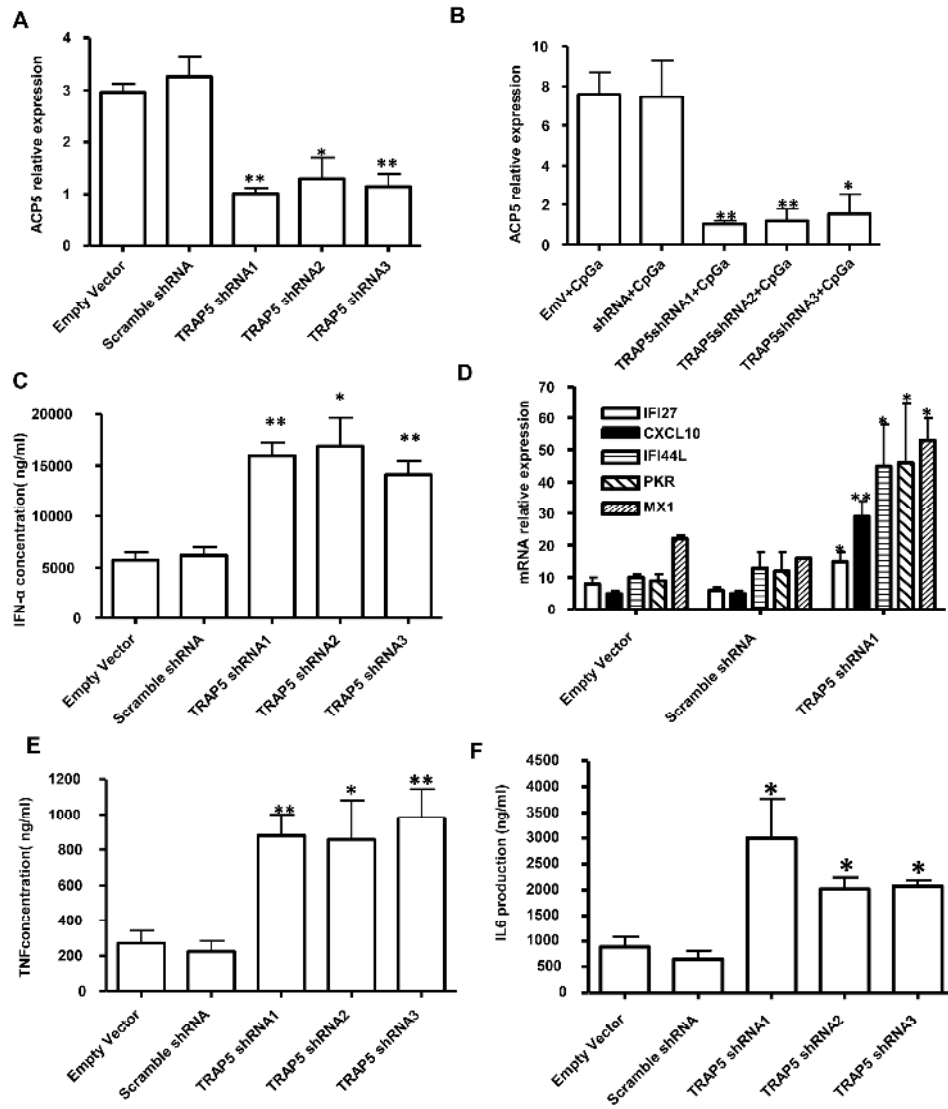 A
ACP5 relative expression
4
3
2
1
0
Empty Vector
Scramble shRNA
TRAP5 shRNA1
TRAP5 shRNA2
TRAP5 shRNA3
**
*
**
B
ACP5 relative expression
10
8
6
4
2
0
EmV+CpGa
shRNA+CpGa
TRAP5shRNA1+CpGa
TRAP5shRNA2+CpGa
TRAP5shRNA3+CpGa
**
**
*
C
IFN-α concentration( ng/ml)
20000
15000
10000
5000
0
Empty Vector
Scramble shRNA
TRAP5 shRNA1
TRAP5 shRNA2
TRAP5 shRNA3
**
*
**
D
mRNA relative expression
70
60
50
40
30
20
10
0
IFI27
CXCL10
IFI44L
PKR
MX1
Empty Vector
Scramble shRNA
TRAP5 shRNA1
*
**
*
*
*
E
TNFconcentration( ng/ml)
1200
1000
800
600
400
200
0
Empty Vector
Scramble shRNA
TRAP5 shRNA1
TRAP5 shRNA2
TRAP5 shRNA3
**
*
**
F
IL6 production (ng/ml)
4500
4000
3500
3000
2500
2000
1500
1000
500
0
Empty Vector
Scramble shRNA
TRAP5 shRNA1
TRAP5 shRNA2
TRAP5 shRNA3
*
*
*